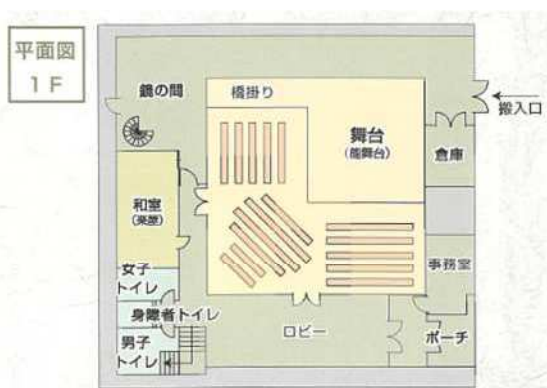 平面図
1F
鏡の間
橋掛り
舞台
(能舞台)
搬入口
倉庫
和室
(楽屋)
女子
トイレ
身障者トイレ
男子
トイレ
事務室
ロビー
ポーチ